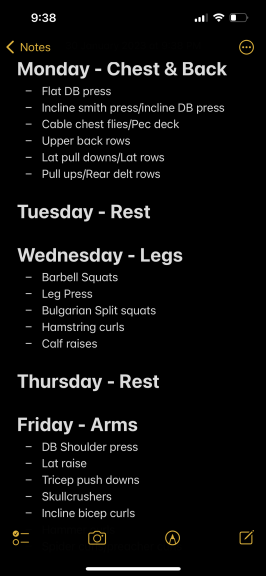 9:38
Notes
Monday - Chest & Back
– Flat DB press
– Incline smith press/incline DB press
– Cable chest flies/Pec deck
– Upper back rows
– Lat pull downs/Lat rows
– Pull ups/Rear delt rows
Tuesday - Rest
Wednesday - Legs
– Barbell Squats
– Leg Press
– Bulgarian Split squats
– Hamstring curls
– Calf raises
Thursday - Rest
Friday - Arms
– DB Shoulder press
– Lat raise
– Tricep push downs
– Skullcrushers
– Incline bicep curls